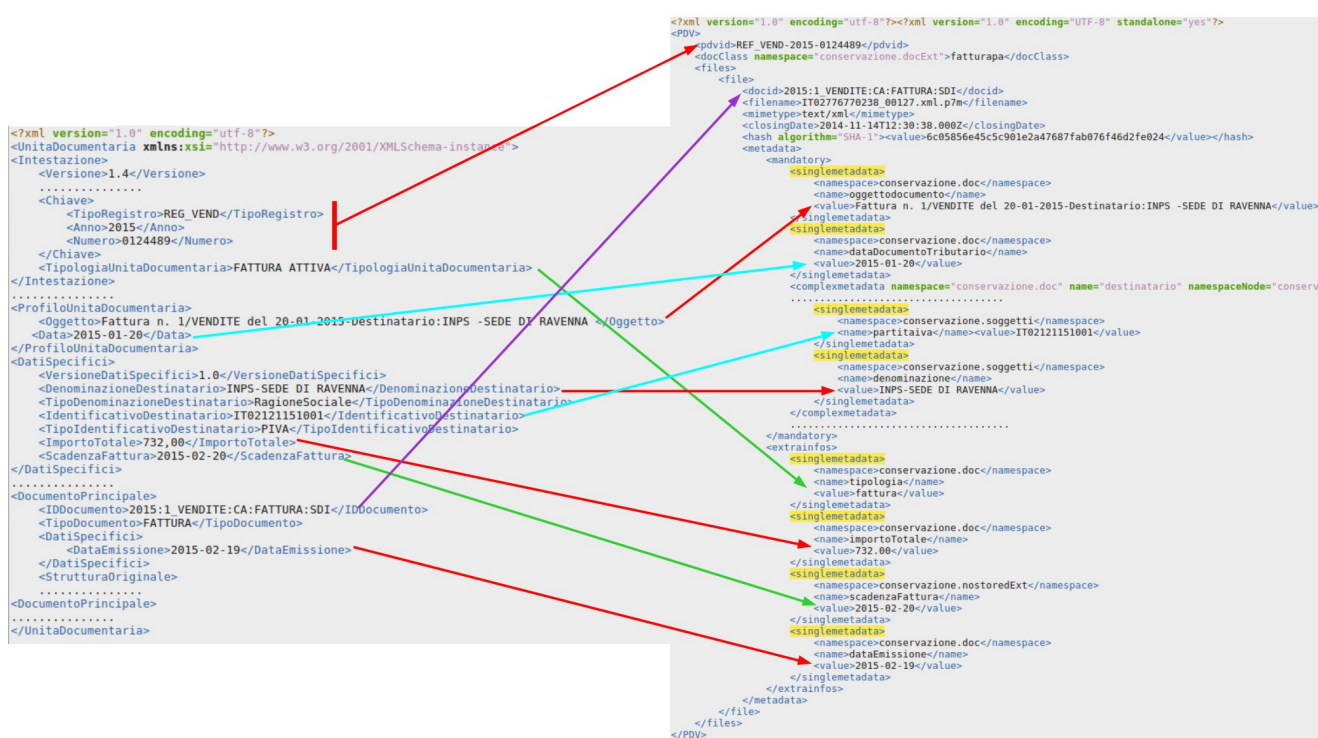 <?xml version="1.0" encoding="utf-8"?>
<UnitaDocumentaria xmlns:xsi="http://www.w3.org/2001/XMLSchema-instance">
<Intestazione>
<Versione>1.4</Versione>
...............
<Chiave>
<TipoRegistro>REG_VEND</TipoRegistro>
<Anno>2015</Anno>
<Numero>0124489</Numero>
</Chiave>
<TipologiaUnitaDocumentaria>FATTURA ATTIVA</TipologiaUnitaDocumentaria>
</Intestazione>
...............
<ProfiloUnitaDocumentaria>
<Oggetto>Fattura n. 1/VENDITE del 20-01-2015-Destinatario:INPS -SEDE DI RAVENNA </Oggetto>
<Data>2015-01-20</Data>
</ProfiloUnitaDocumentaria>
<DatiSpecifici>
<VersioneDatiSpecifici>1.0</VersioneDatiSpecifici>
<DenominazioneDestinatario>INPS-SEDE DI RAVENNA</DenominazioneDestinatario>
<TipoDenominazioneDestinatario>RagioneSociale</TipoDenominazioneDestinatario>
<IdentificativoDestinatario>IT02121151001</IdentificativoDestinatario>
<TipoIdentificativoDestinatario>PIVA</TipoIdentificativoDestinatario>
<ImportoTotale>732,00</ImportoTotale>
<ScadenzaFattura>2015-02-20</ScadenzaFattura>
</DatiSpecifici>
...............
<DocumentoPrincipale>
<IDDocumento>2015:1_VENDITE:CA:FATTURA:SDI</IDDocumento>
<TipoDocumento>FATTURA</TipoDocumento>
<DatiSpecifici>
<DataEmissione>2015-02-19</DataEmissione>
</DatiSpecifici>
<StrutturaOriginale>
...............
<DocumentoPrincipale>
...............
</UnitaDocumentaria>
<?xml version="1.0" encoding="utf-8"?><?xml version="1.0" encoding="UTF-8" standalone="yes"?>
<PDV>
<pdvid>REF_VEND-2015-0124489</pdvid>
<docClass namespace="conservazione.docExt">fatturapa</docClass>
<files>
<file>
<docid>2015:1_VENDITE:CA:FATTURA:SDI</docid>
<filename>IT02776770238_00127.xml.p7m</filename>
<mimetype>text/xml</mimetype>
<closingDate>2014-11-14T12:30:38.000Z</closingDate>
<hash algorithm="SHA-1"><value>6c05856e45c5c901e2a47687fab076f46d2fe024</value></hash>
<metadata>
<mandatory>
<singlemetadata>
<namespace>conservazione.doc</namespace>
<name>oggettodocumento</name>
<value>Fattura n. 1/VENDITE del 20-01-2015-Destinatario:INPS -SEDE DI RAVENNA</value>
</singlemetadata>
<singlemetadata>
<namespace>conservazione.doc</namespace>
<name>dataDocumentoTributario</name>
<value>2015-01-20</value>
</singlemetadata>
<complexmetadata namespace="conservazione.doc" name="destinatario" namespaceNode="conserv
...................................
<singlemetadata>
<namespace>conservazione.soggetti</namespace>
<name>partitaiva</name><value>IT02121151001</value>
</singlemetadata>
<singlemetadata>
<namespace>conservazione.soggetti</namespace>
<name>denominazione</name>
<value>INPS-SEDE DI RAVENNA</value>
</singlemetadata>
</complexmetadata>
....................................
</mandatory>
<extrainfos>
<singlemetadata>
<namespace>conservazione.doc</namespace>
<name>tipologia</name>
<value>fattura</value>
</singlemetadata>
<singlemetadata>
<namespace>conservazione.doc</namespace>
<name>importoTotale</name>
<value>732.00</value>
</singlemetadata>
<singlemetadata>
<namespace>conservazione.nostoredExt</namespace>
<name>scadenzaFattura</name>
<value>2015-02-20</value>
</singlemetadata>
<singlemetadata>
<namespace>conservazione.doc</namespace>
<name>dataEmissione</name>
<value>2015-02-19</value>
</singlemetadata>
</extrainfos>
</metadata>
</file>
</files>
</PDV>